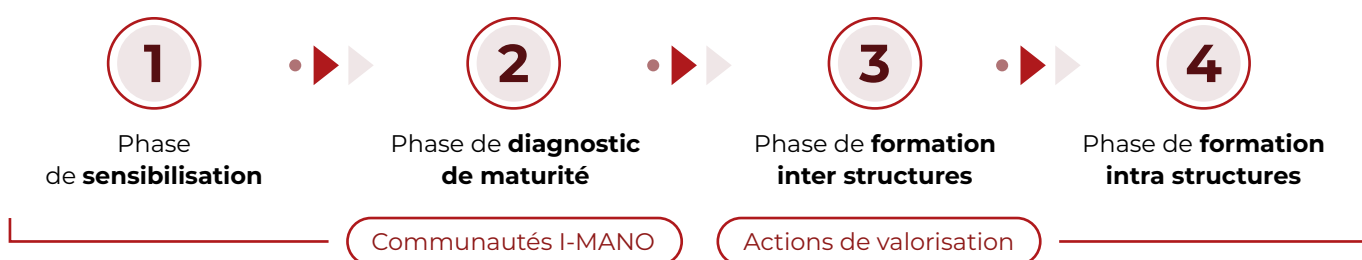 1
2
3
4
Phase
de sensibilisation
Phase de diagnostic
de maturité
Phase de formation
inter structures
Phase de formation
intra structures
Communautés I-MANO
Actions de valorisation